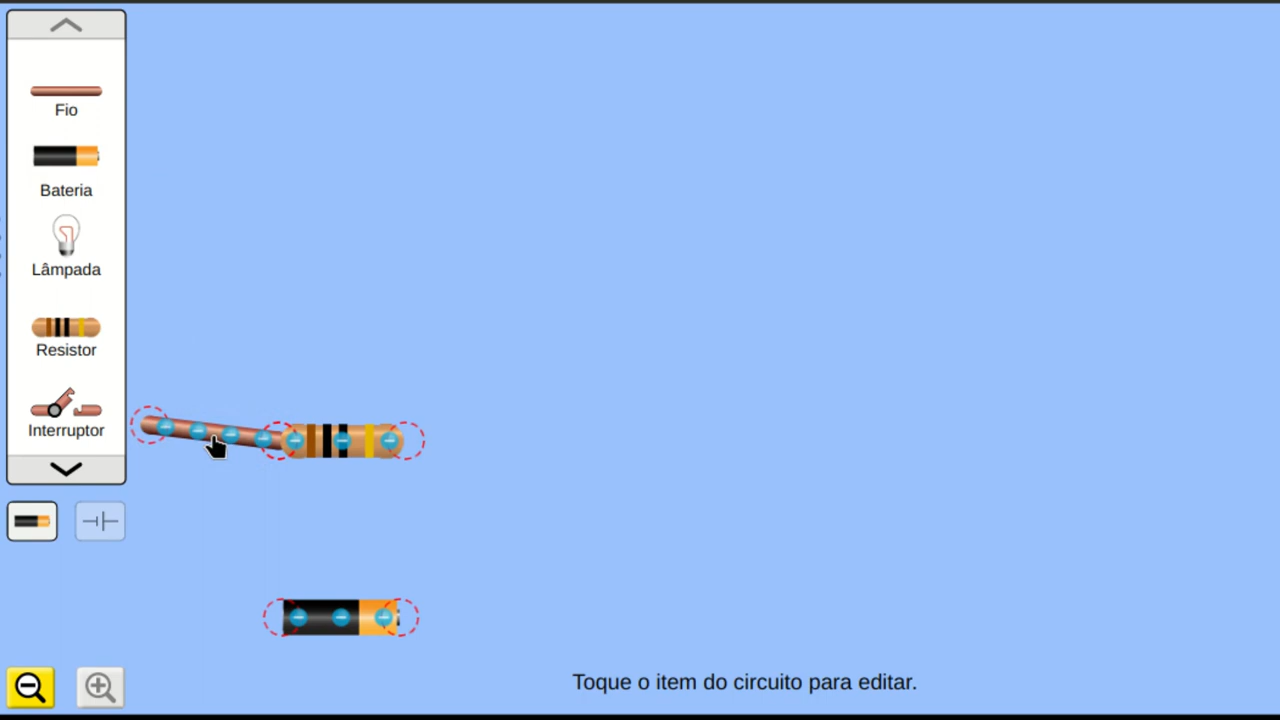 Fio
Bateria
Lâmpada
Resistor
Interruptor
Toque o item do circuito para editar.